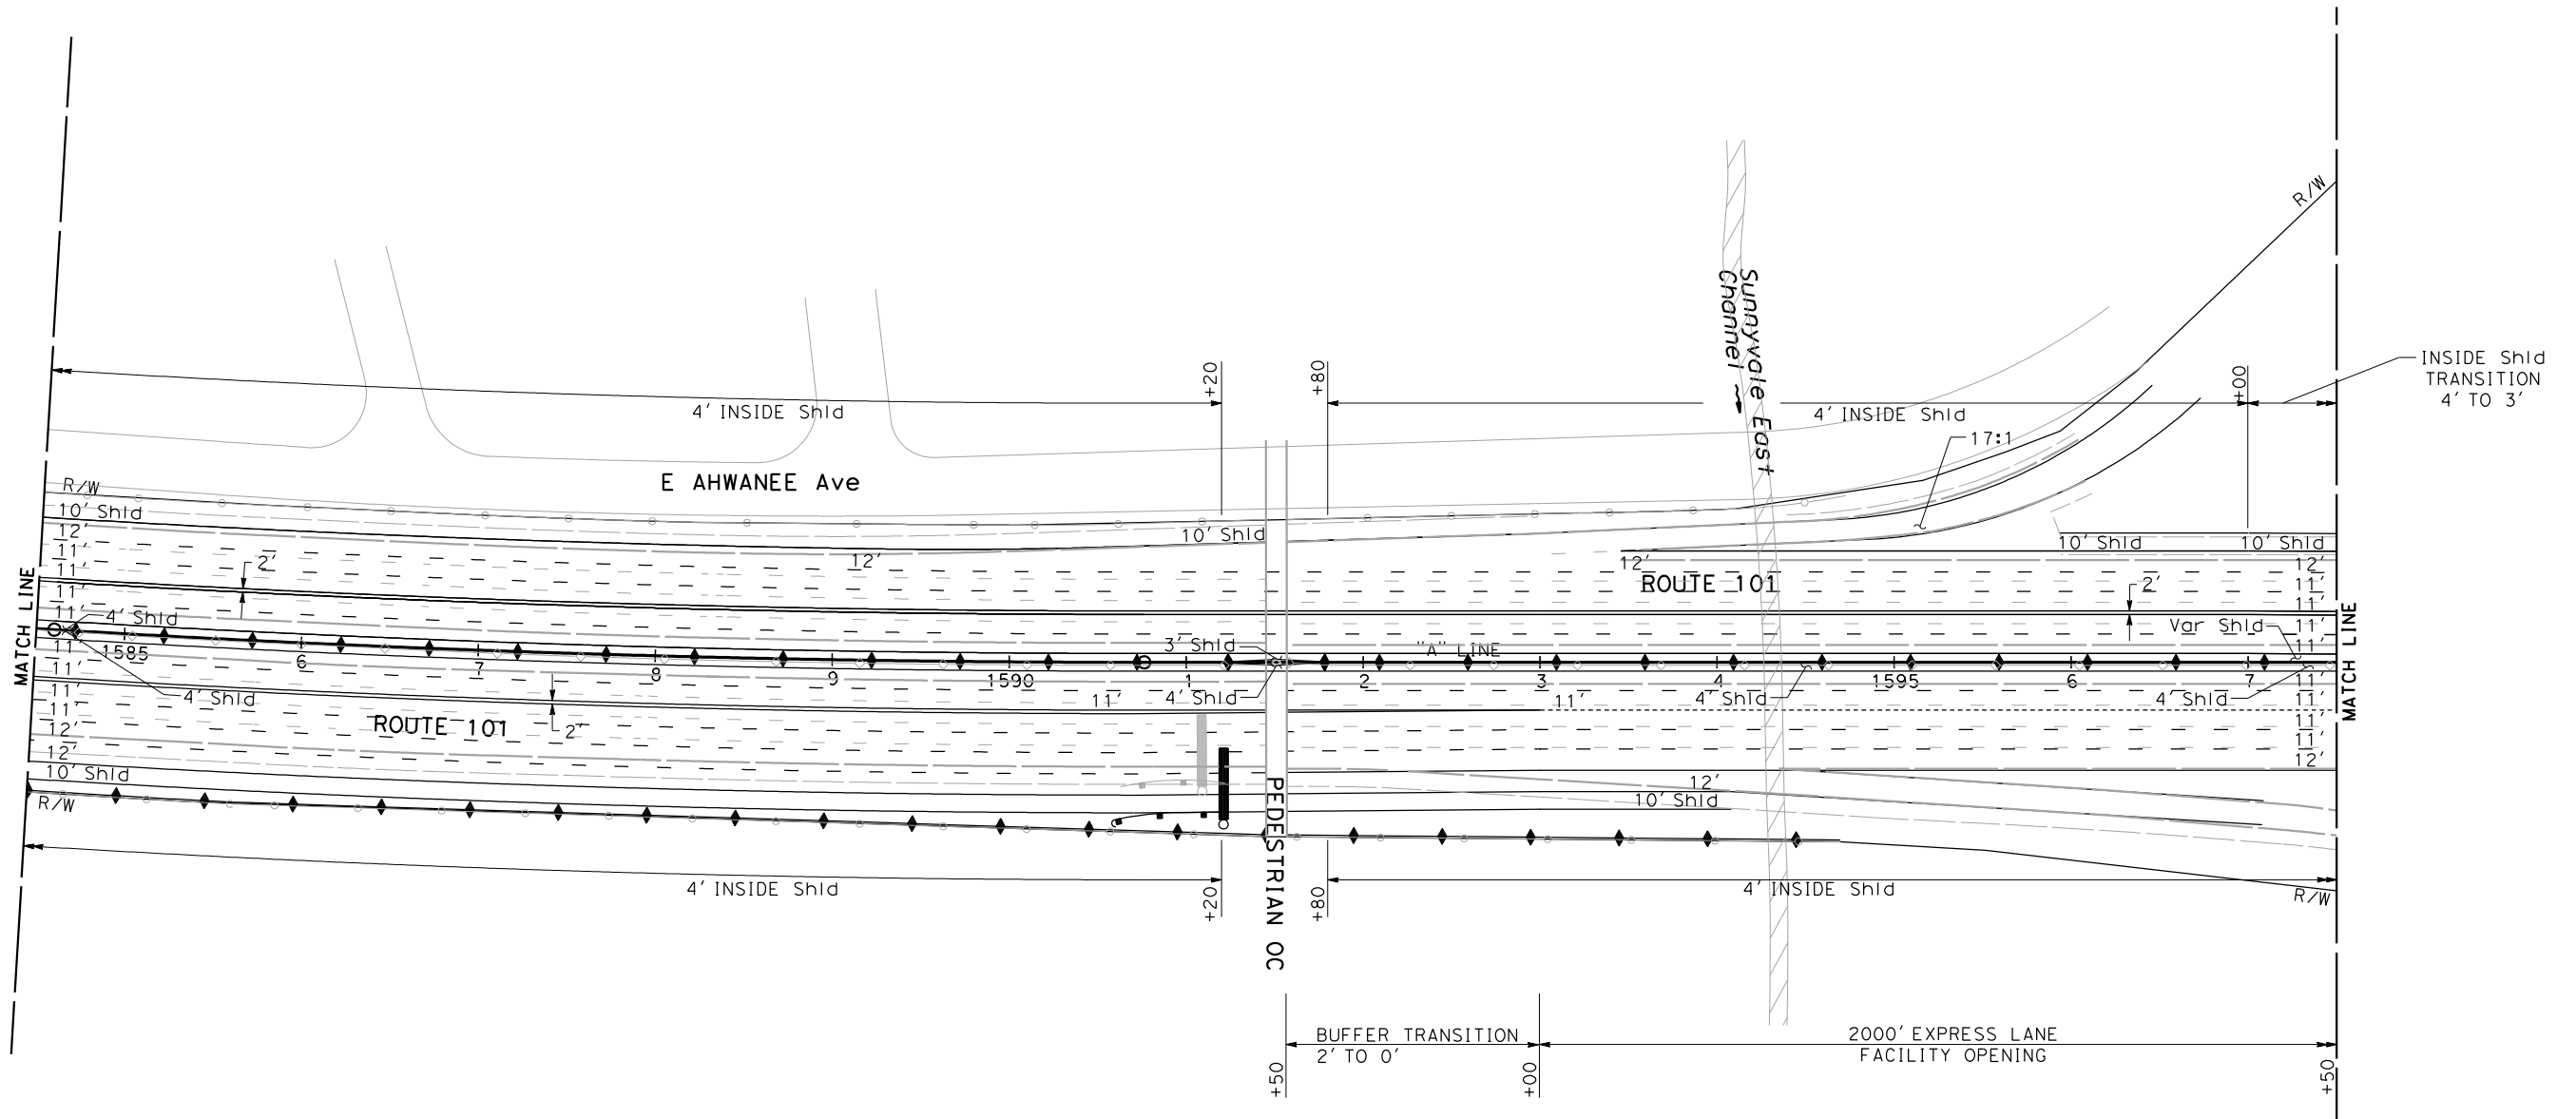 R/W
Sunnyvale East
Channel
INSIDE Shld
TRANSITION
4' TO 3'
+20
+80
+00
4' INSIDE Shld
4' INSIDE Shld
17:1
E AHWANEE Ave
R/W
10' Shld
12'
11'
11'
11'
11'
2'
4' Shld
10' Shld
12'
12'
ROUTE 101
10' Shld
10' Shld
12'
11'
11'
11'
11'
2'
Var Shld
MATCH LINE
MATCH LINE
3' Shld
"A" LINE
1585
6
7
8
9
1590
1
2
3
4
1595
6
7
11'
11'
11'
11'
12'
12'
10' Shld
R/W
4' Shld
ROUTE 101
2'
11'
4' Shld
11'
4' Shld
4' Shld
11'
11'
11'
11'
12'
12'
10' Shld
PEDESTRIAN OC
4' INSIDE Shld
4' INSIDE Shld
R/W
+20
+80
BUFFER TRANSITION
2' TO 0'
2000' EXPRESS LANE
FACILITY OPENING
+50
+00
+50